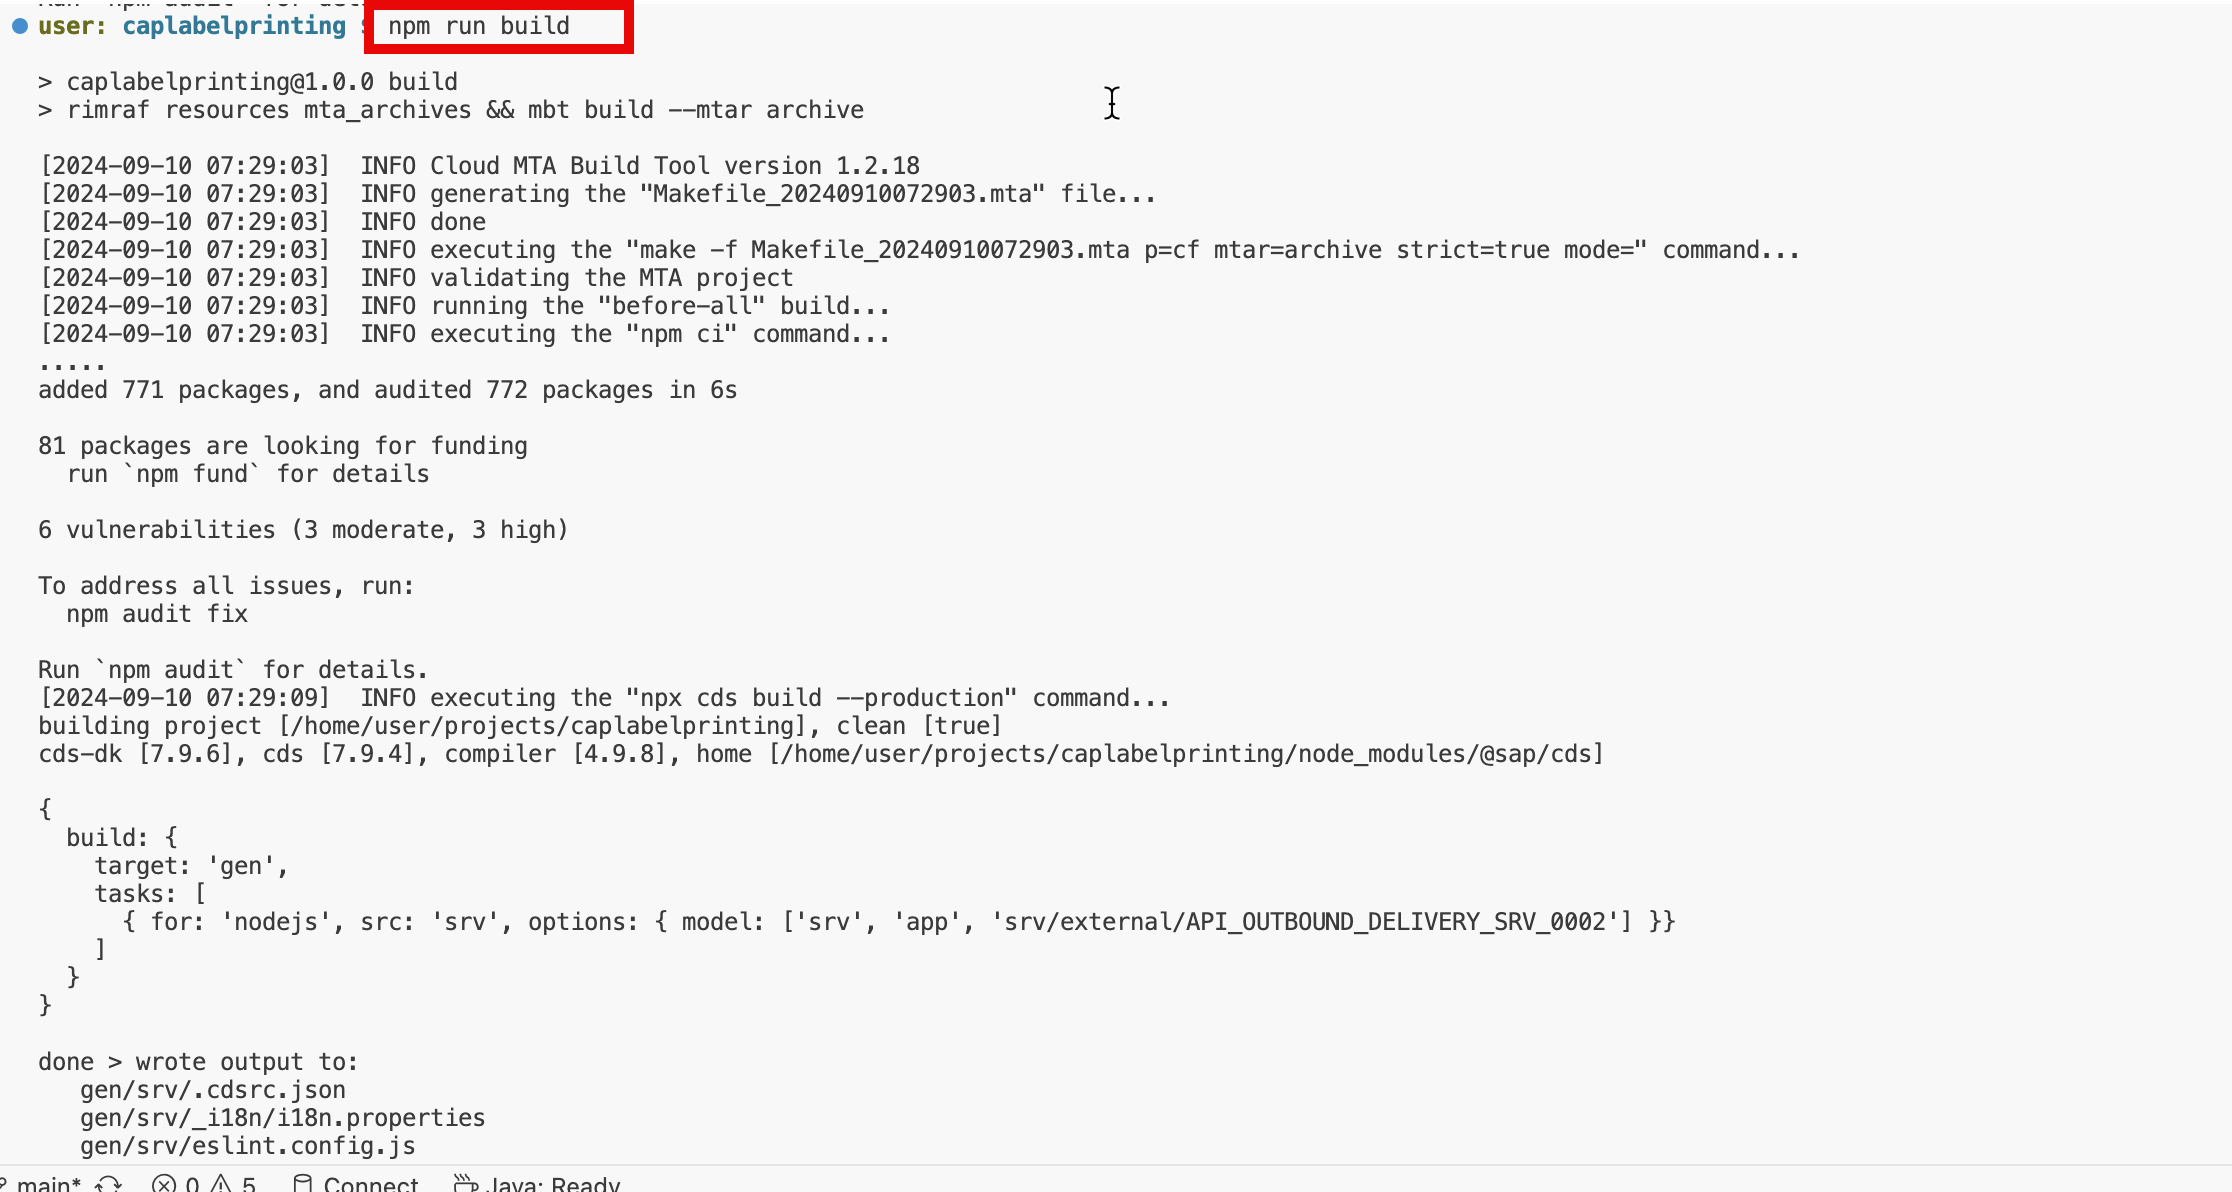 user: caplabelprinting $ npm run build
> caplabelprinting@1.0.0 build
> rimraf resources mta_archives && mbt build --mtar archive
[2024-09-10 07:29:03]  INFO Cloud MTA Build Tool version 1.2.18
[2024-09-10 07:29:03]  INFO generating the "Makefile_20240910072903.mta" file...
[2024-09-10 07:29:03]  INFO done
[2024-09-10 07:29:03]  INFO executing the "make -f Makefile_20240910072903.mta p=cf mtar=archive strict=true mode=" command...
[2024-09-10 07:29:03]  INFO validating the MTA project
[2024-09-10 07:29:03]  INFO running the "before-all" build...
[2024-09-10 07:29:03]  INFO executing the "npm ci" command...
.....
added 771 packages, and audited 772 packages in 6s
81 packages are looking for funding
  run `npm fund` for details
6 vulnerabilities (3 moderate, 3 high)
To address all issues, run:
  npm audit fix
Run `npm audit` for details.
[2024-09-10 07:29:09]  INFO executing the "npx cds build --production" command...
building project [/home/user/projects/caplabelprinting], clean [true]
cds-dk [7.9.6], cds [7.9.4], compiler [4.9.8], home [/home/user/projects/caplabelprinting/node_modules/@sap/cds]
{
  build: {
    target: 'gen',
    tasks: [
      { for: 'nodejs', src: 'srv', options: { model: ['srv', 'app', 'srv/external/API_OUTBOUND_DELIVERY_SRV_0002'] }}
    ]
  }
}
done > wrote output to:
   gen/srv/.cdsrc.json
   gen/srv/_i18n/i18n.properties
   gen/srv/eslint.config.js
main* 0 5 Connect Java: Ready